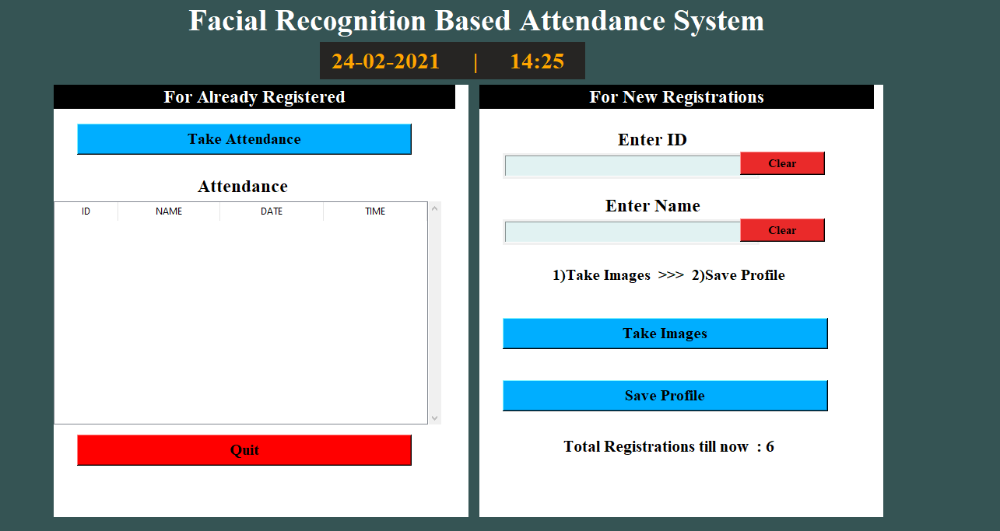 Facial Recognition Based Attendance System
24-02-2021 | 14:25
For Already Registered
Take Attendance
Attendance
ID NAME DATE TIME
Quit
For New Registrations
Enter ID
Clear
Enter Name
Clear
1)Take Images >>> 2)Save Profile
Take Images
Save Profile
Total Registrations till now : 6